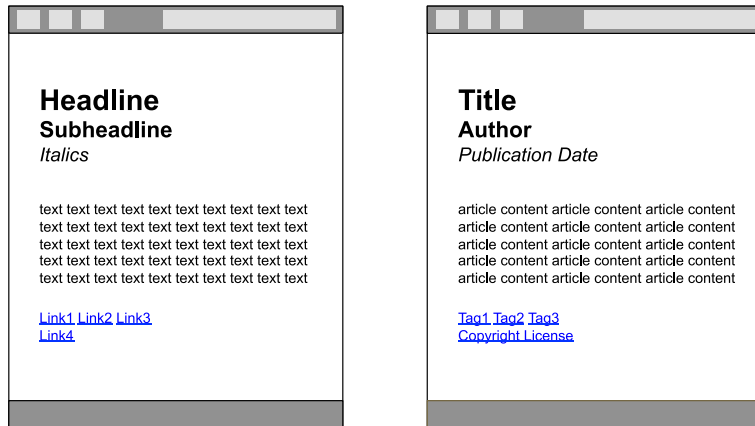 Headline
Subheadline
Italics
text text text text text text text text text text
text text text text text text text text text text
text text text text text text text text text text
text text text text text text text text text text
text text text text text text text text text text
Link1 Link2 Link3
Link4
Title
Author
Publication Date
article content article content article content
article content article content article content
article content article content article content
article content article content article content
article content article content article content
Tag1 Tag2 Tag3
Copyright License